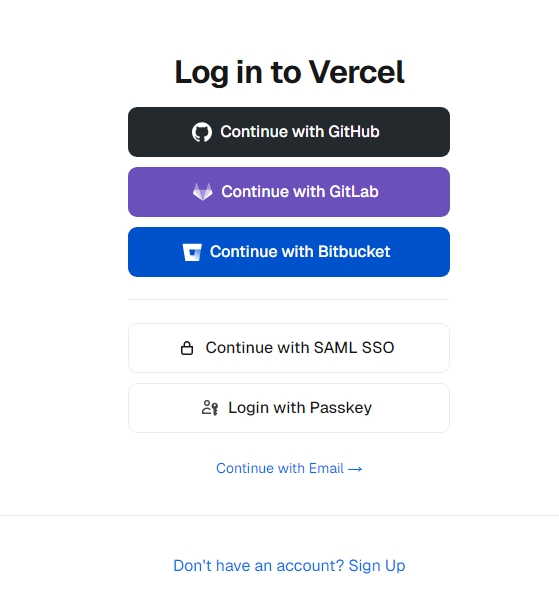 Log in to Vercel
Continue with GitHub
Continue with GitLab
Continue with Bitbucket
Continue with SAML SSO
Login with Passkey
Continue with Email →
Don't have an account? Sign Up